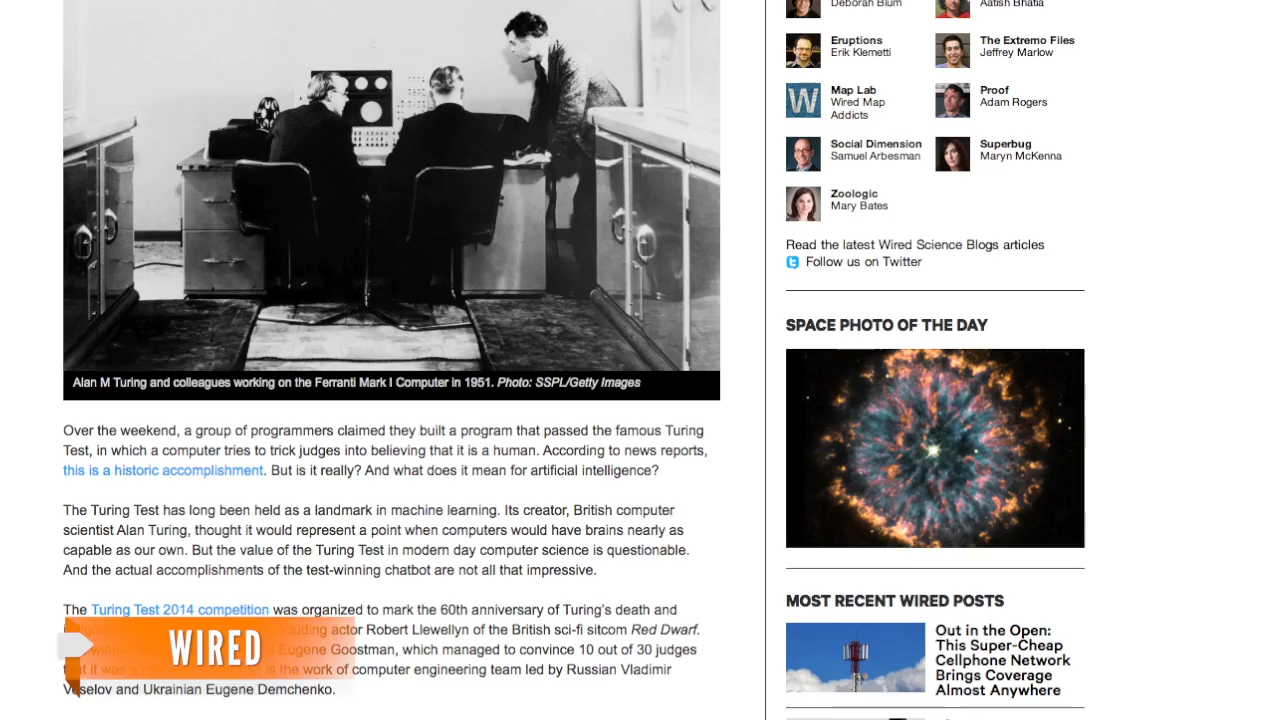 Alan M Turing and colleagues working on the Ferranti Mark I Computer in 1951. Photo: SSPL/Getty Images
Over the weekend, a group of programmers claimed they built a program that passed the famous Turing
Test, in which a computer tries to trick judges into believing that it is a human. According to news reports,
this is a historic accomplishment. But is it really? And what does it mean for artificial intelligence?
The Turing Test has long been held as a landmark in machine learning. Its creator, British computer
scientist Alan Turing, thought it would represent a point when computers would have brains nearly as
capable as our own. But the value of the Turing Test in modern day computer science is questionable.
And the actual accomplishments of the test-winning chatbot are not all that impressive.
The Turing Test 2014 competition was organized to mark the 60th anniversary of Turing's death and
including actor Robert Llewellyn of the British sci-fi sitcom Red Dwarf.
Eugene Goostman, which managed to convince 10 out of 30 judges
that it was a is the work of computer engineering team led by Russian Vladimir
Veselov and Ukrainian Eugene Demchenko.
WIRED
Deborah Blum
Aatish Bhatia
Eruptions
Erik Klemetti
The Extremo Files
Jeffrey Marlow
Map Lab
Wired Map
Addicts
Proof
Adam Rogers
Social Dimension
Samuel Arbesman
Superbug
Maryn McKenna
Zoologic
Mary Bates
Read the latest Wired Science Blogs articles
Follow us on Twitter
SPACE PHOTO OF THE DAY
MOST RECENT WIRED POSTS
Out in the Open:
This Super-Cheap
Cellphone Network
Brings Coverage
Almost Anywhere